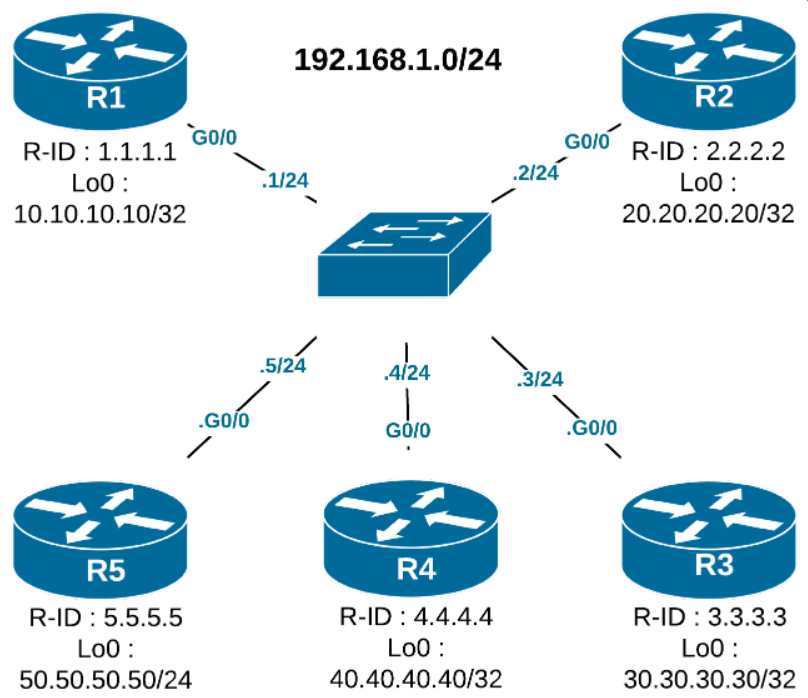 192.168.1.0/24
R1
R-ID : 1.1.1.1
Lo0 :
10.10.10.10/32
G0/0
.1/24
R2
R-ID : 2.2.2.2
Lo0 :
20.20.20.20/32
G0/0
.2/24
.5/24
.G0/0
.4/24
G0/0
.3/24
.G0/0
R5
R-ID : 5.5.5.5
Lo0 :
50.50.50.50/24
R4
R-ID : 4.4.4.4
Lo0 :
40.40.40.40/32
R3
R-ID : 3.3.3.3
Lo0 :
30.30.30.30/32